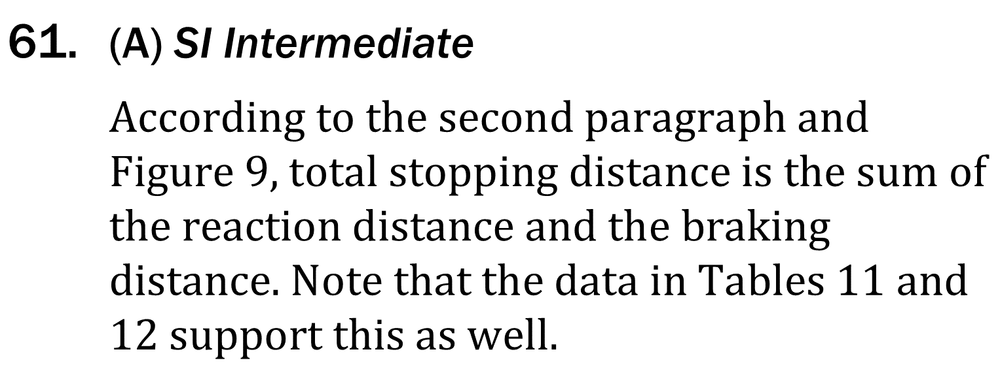 61. (A) SI Intermediate
According to the second paragraph and
Figure 9, total stopping distance is the sum of
the reaction distance and the braking
distance. Note that the data in Tables 11 and
12 support this as well.